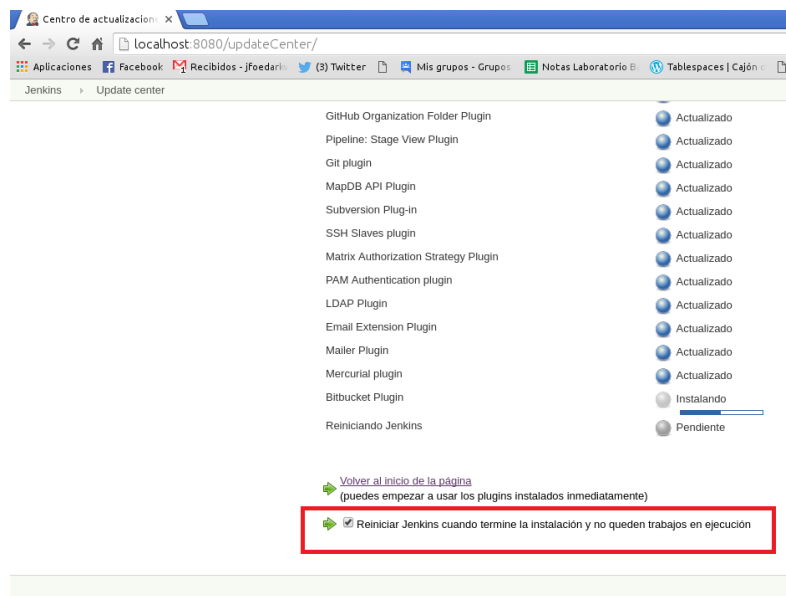 Centro de actualizacion
localhost:8080/updateCenter/
Aplicaciones Facebook Recibidos - jfoedark (3) Twitter Mis grupos - Grupos Notas Laboratorio B Tablespaces | Cajón
Jenkins Update center
GitHub Organization Folder Plugin Actualizado
Pipeline: Stage View Plugin Actualizado
Git plugin Actualizado
MapDB API Plugin Actualizado
Subversion Plug-in Actualizado
SSH Slaves plugin Actualizado
Matrix Authorization Strategy Plugin Actualizado
PAM Authentication plugin Actualizado
LDAP Plugin Actualizado
Email Extension Plugin Actualizado
Mailer Plugin Actualizado
Mercurial plugin Actualizado
Bitbucket Plugin Instalando
Reiniciando Jenkins Pendiente
Volver al inicio de la página
(puedes empezar a usar los plugins instalados inmediatamente)
Reiniciar Jenkins cuando termine la instalación y no queden trabajos en ejecución